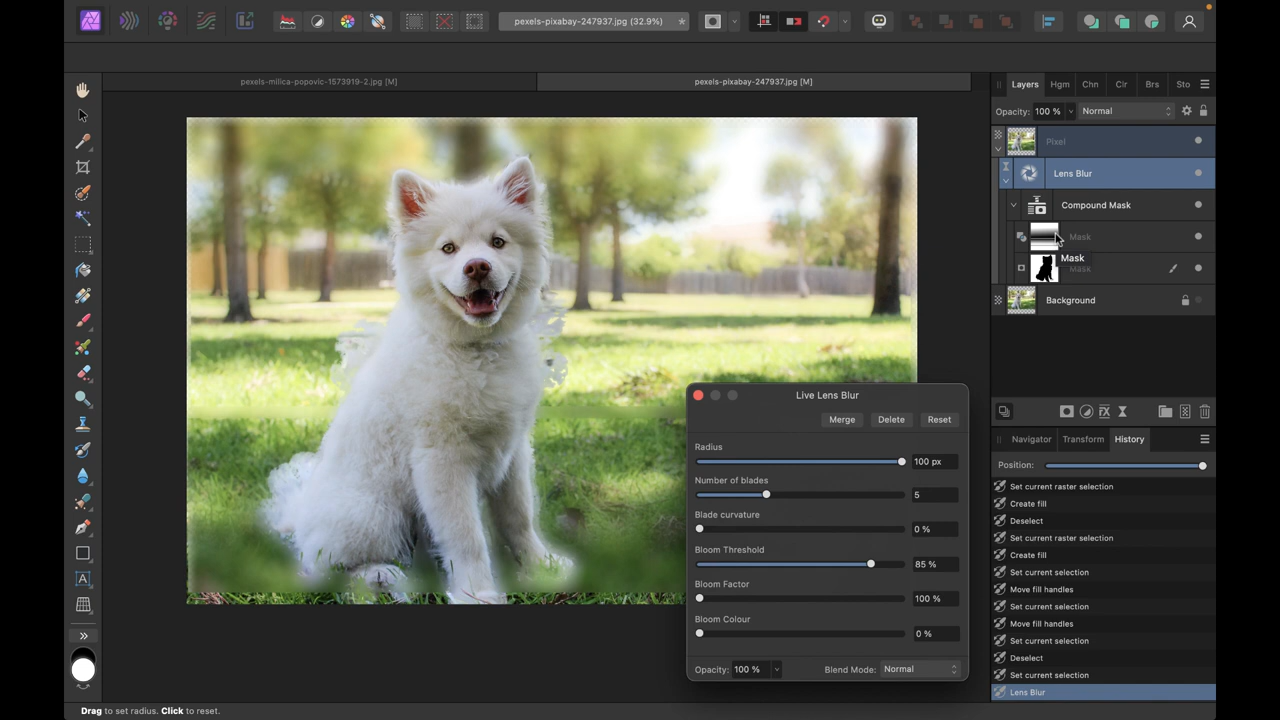 pexels-pixabay-247937.jpg (32.9%)
*
pexels-milica-popovic-1573919-2.jpg [M]
pexels-pixabay-247937.jpg [M]
Layers Hgm Chn Clr Brs Sto
Opacity: 100 % Normal
Pixel
Lens Blur
Compound Mask
Mask
Mask
Mask
Background
Live Lens Blur
Merge Delete Reset
Radius
100 px
Number of blades
5
Blade curvature
0 %
Bloom Threshold
85 %
Bloom Factor
100 %
Bloom Colour
0 %
Opacity: 100 % Blend Mode: Normal
Navigator Transform History
Position:
Set current raster selection
Create fill
Deselect
Set current raster selection
Create fill
Set current selection
Move fill handles
Set current selection
Move fill handles
Set current selection
Deselect
Set current selection
Lens Blur
Drag to set radius. Click to reset.